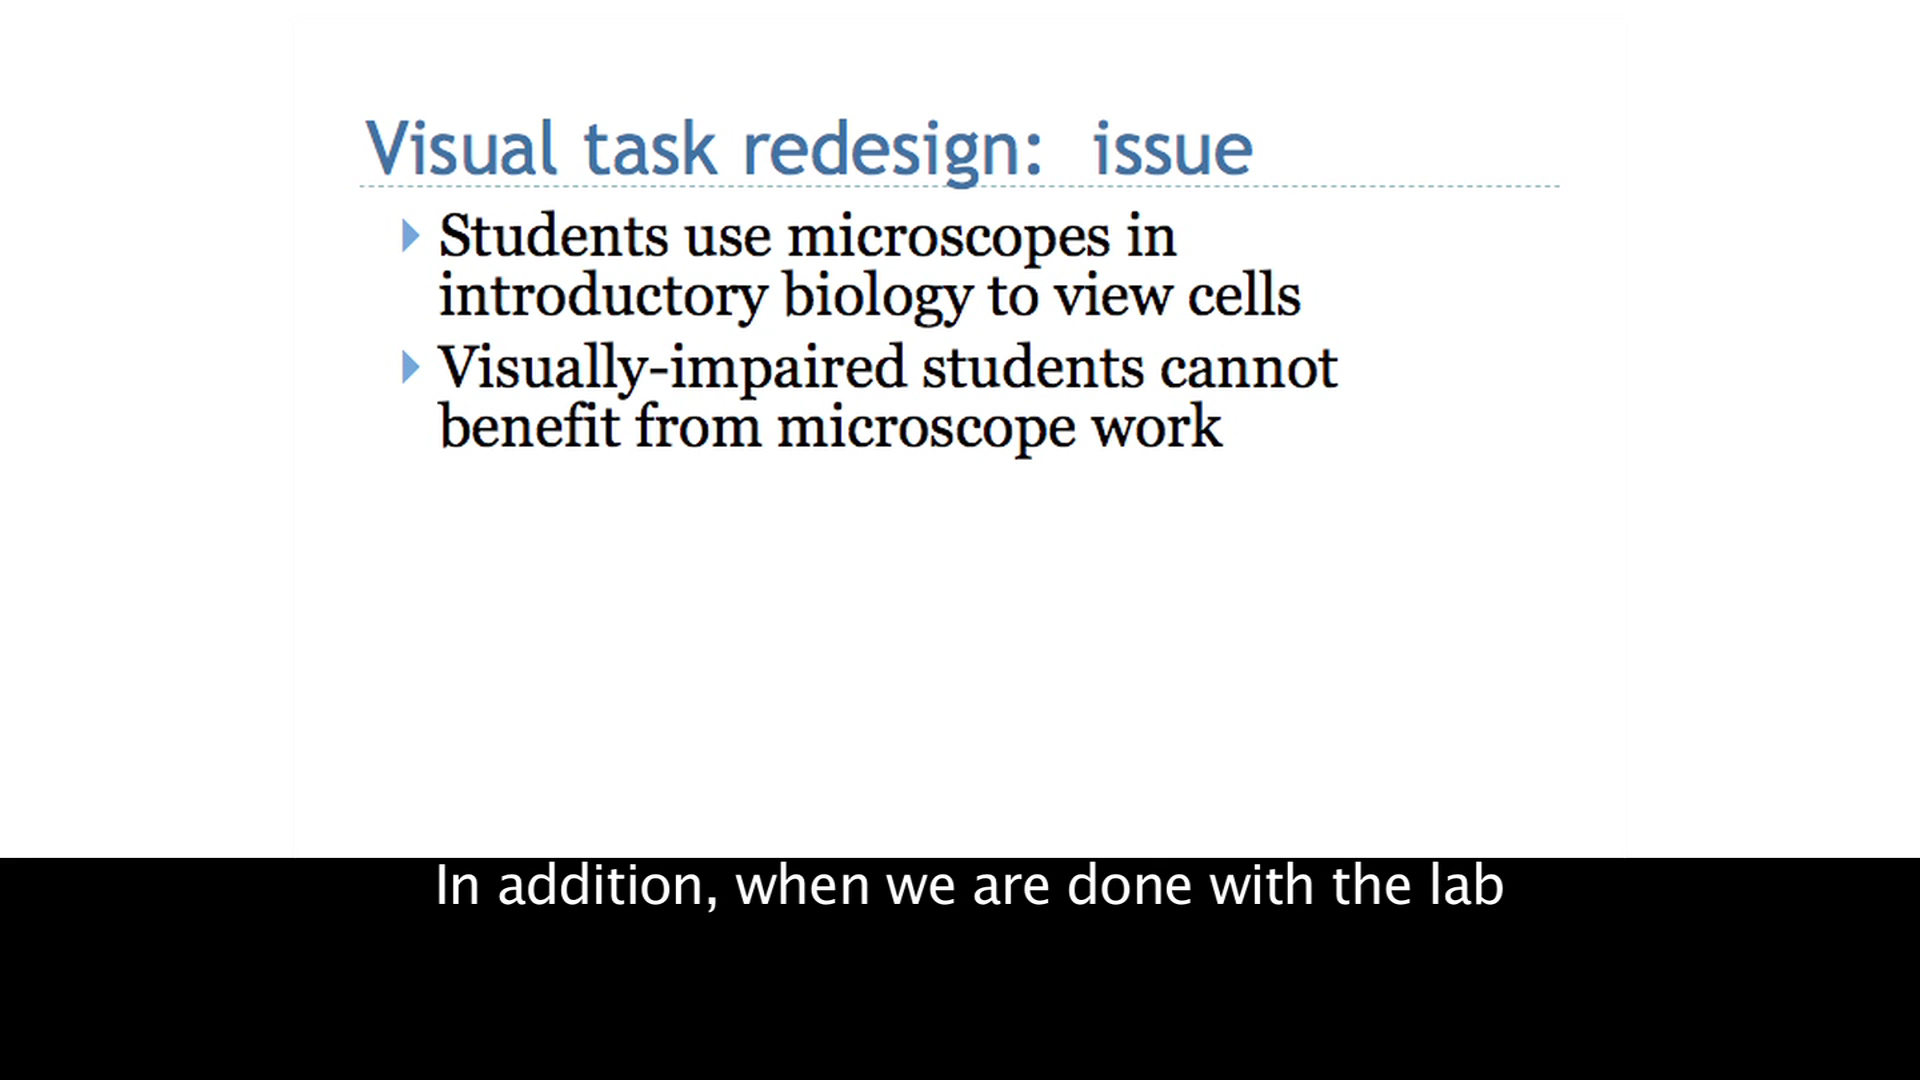 Visual task redesign: issue
Students use microscopes in
introductory biology to view cells
Visually-impaired students cannot
benefit from microscope work
In addition, when we are done with the lab